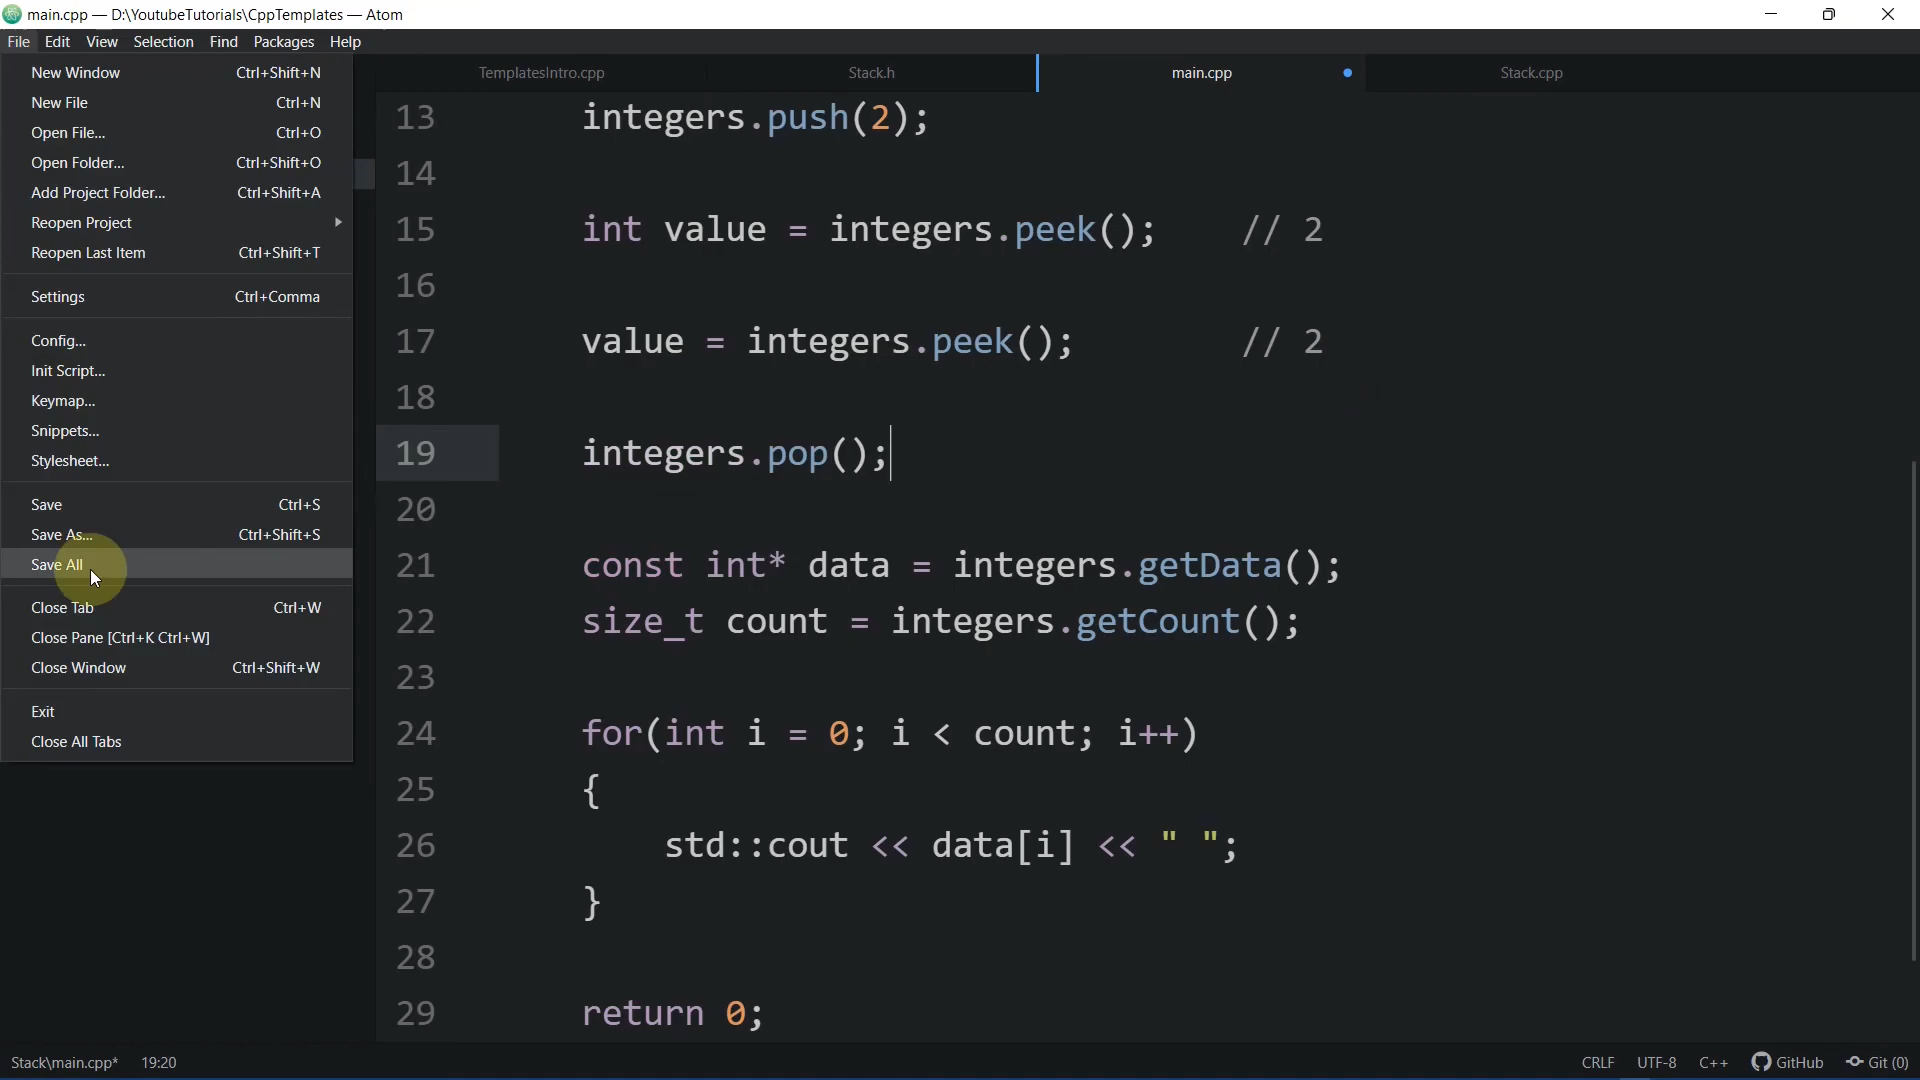 main.cpp — D:\YoutubeTutorials\CppTemplates — Atom
File Edit View Selection Find Packages Help
New Window Ctrl+Shift+N
New File Ctrl+N
Open File... Ctrl+O
Open Folder... Ctrl+Shift+O
Add Project Folder... Ctrl+Shift+A
Reopen Project
Reopen Last Item Ctrl+Shift+T
Settings Ctrl+Comma
Config...
Init Script...
Keymap...
Snippets...
Stylesheet...
Save Ctrl+S
Save As... Ctrl+Shift+S
Save All
Close Tab Ctrl+W
Close Pane [Ctrl+K Ctrl+W]
Close Window Ctrl+Shift+W
Exit
Close All Tabs
TemplatesIntro.cpp Stack.h main.cpp Stack.cpp
13 integers.push(2);
14
15 int value = integers.peek(); // 2
16
17 value = integers.peek(); // 2
18
19 integers.pop();
20
21 const int* data = integers.getData();
22 size_t count = integers.getCount();
23
24 for(int i = 0; i < count; i++)
25 {
26 std::cout << data[i] << " ";
27 }
28
29 return 0;
Stack\main.cpp* 19:20 CRLF UTF-8 C++ GitHub Git (0)